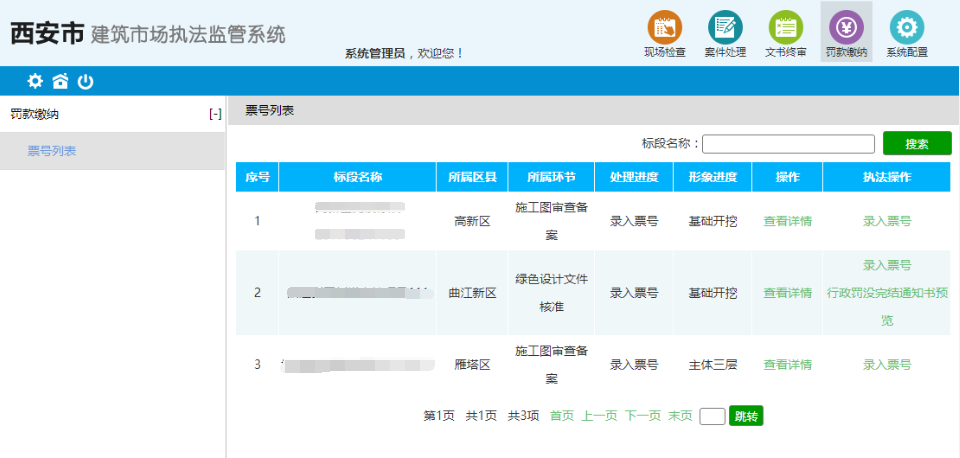 西安市 建筑市场执法监管系统
系统管理员，欢迎您！
现场检查 案件处理 文书终审 罚款缴纳 系统配置
罚款缴纳 [-]
票号列表
票号列表
标段名称： 搜索
序号 标段名称 所属区县 所属环节 处理进度 形象进度 操作 执法操作
1 高新区 施工图审查备案 录入票号 基础开挖 查看详情 录入票号
2 曲江新区 绿色设计文件核准 录入票号 基础开挖 查看详情 录入票号 行政罚没完结通知书预览
3 雁塔区 施工图审查备案 录入票号 主体三层 查看详情 录入票号
第1页 共1页 共3项 首页 上一页 下一页 末页 跳转